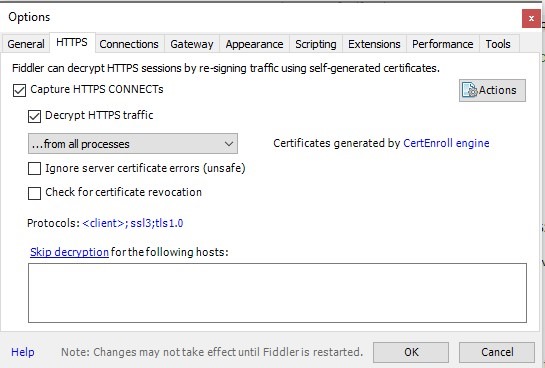 Options
x
General HTTPS Connections Gateway Appearance Scripting Extensions Performance Tools
Fiddler can decrypt HTTPS sessions by re-signing traffic using self-generated certificates.
Capture HTTPS CONNECTs
Actions
Decrypt HTTPS traffic
...from all processes
Certificates generated by CertEnroll engine
Ignore server certificate errors (unsafe)
Check for certificate revocation
Protocols: <client>; ssl3;tls1.0
Skip decryption for the following hosts:
Help Note: Changes may not take effect until Fiddler is restarted. OK Cancel